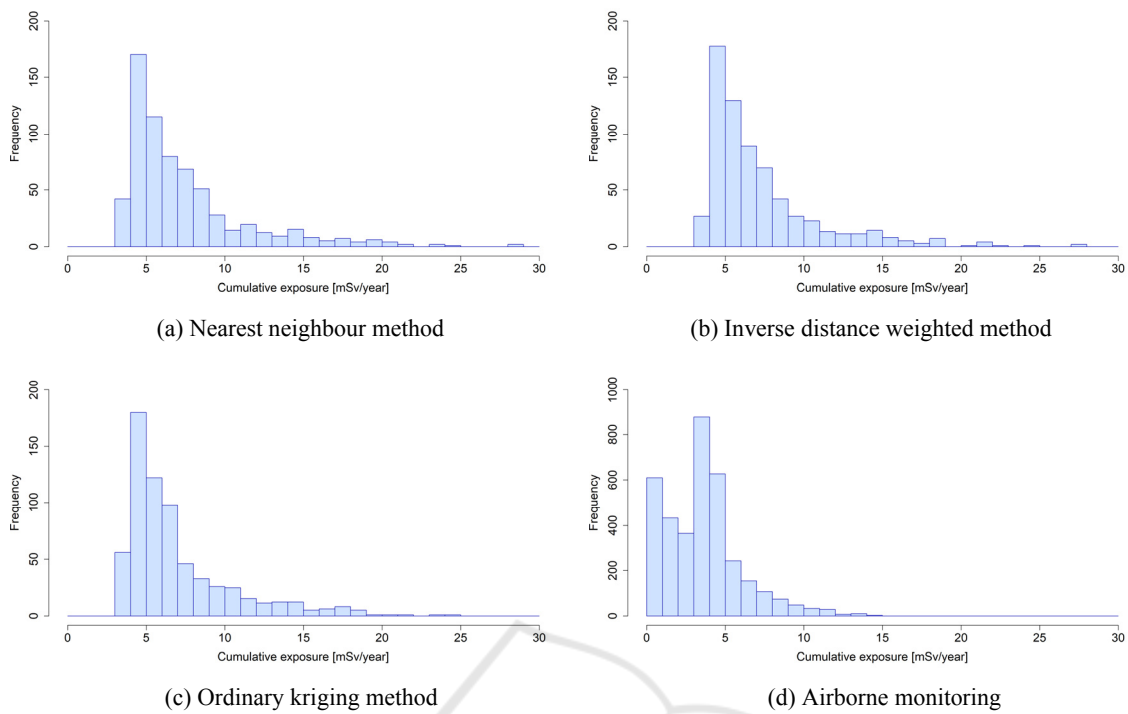 200
150
100
50
0
Frequency
0 5 10 15 20 25 30
Cumulative exposure [mSv/year]
(a) Nearest neighbour method
200
150
100
50
0
Frequency
0 5 10 15 20 25 30
Cumulative exposure [mSv/year]
(b) Inverse distance weighted method
200
150
100
50
0
Frequency
0 5 10 15 20 25 30
Cumulative exposure [mSv/year]
(c) Ordinary kriging method
1000
800
600
400
200
0
Frequency
0 5 10 15 20 25 30
Cumulative exposure [mSv/year]
(d) Airborne monitoring